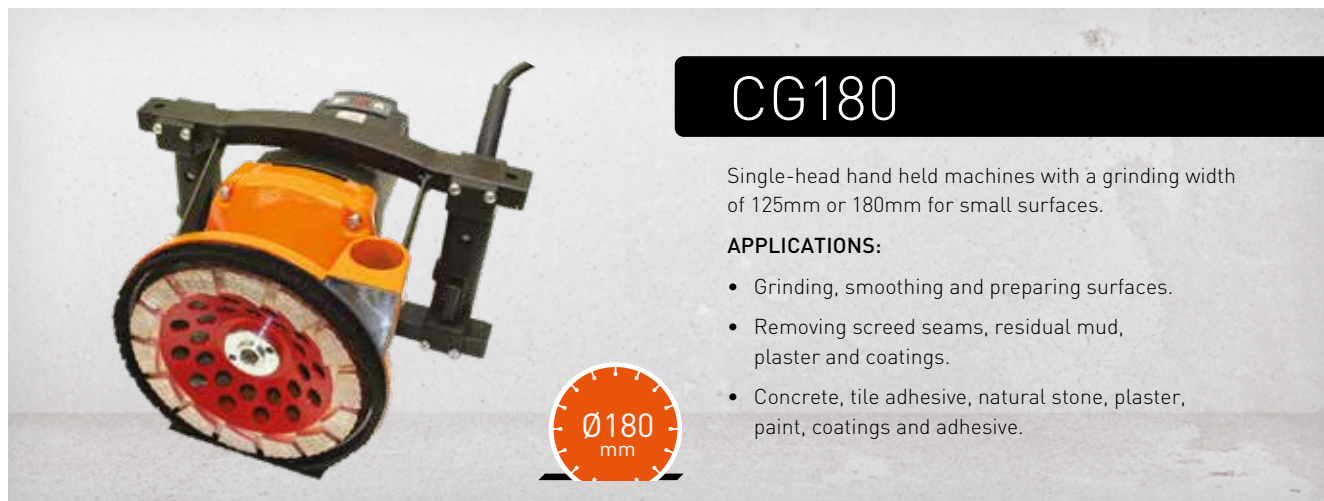 CG180
Single-head hand held machines with a grinding width
of 125mm or 180mm for small surfaces.
APPLICATIONS:
• Grinding, smoothing and preparing surfaces.
• Removing screed seams, residual mud,
plaster and coatings.
• Concrete, tile adhesive, natural stone, plaster,
paint, coatings and adhesive.
Ø180
mm